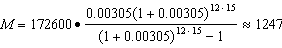 M = 172600 • 0.00305(1 + 0.00305)^12·15 / (1 + 0.00305)^12·15 − 1 ≈ 1247